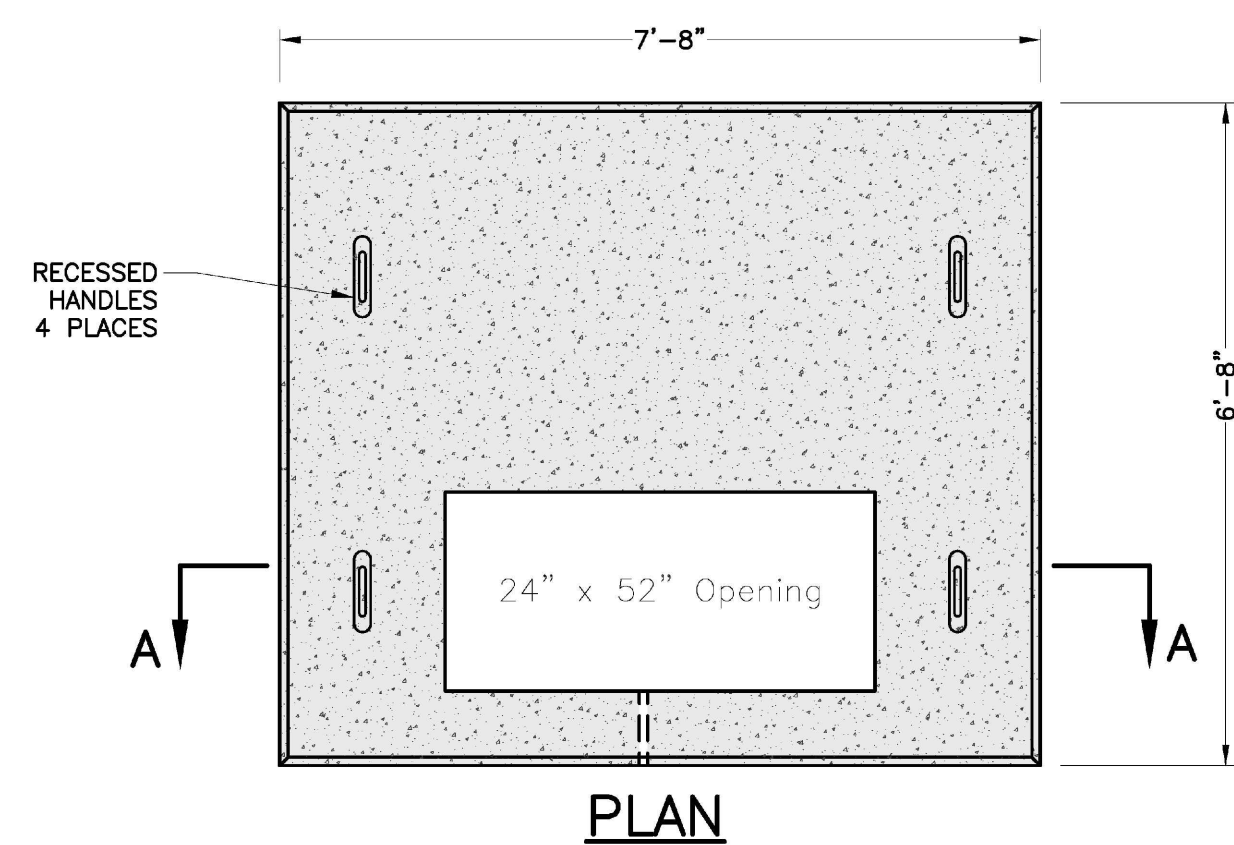 7'-8"
RECESSED
HANDLES
4 PLACES
6'-8"
24" x 52" Opening
A
A
PLAN